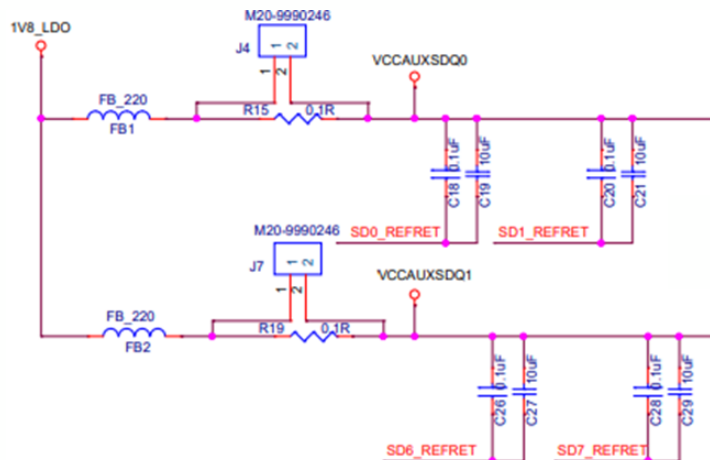 1V8_LDO
M20-9990246
J4
1
2
1
2
VCCAUXSDQ0
FB_220
FB1
R15
0.1R
C18
0.1uF
C19
10uF
C20
0.1uF
C21
10uF
SD0_REFRET
SD1_REFRET
M20-9990246
J7
1
2
1
2
VCCAUXSDQ1
FB_220
FB2
R19
0.1R
C26
0.1uF
C27
10uF
C28
0.1uF
C29
10uF
SD6_REFRET
SD7_REFRET